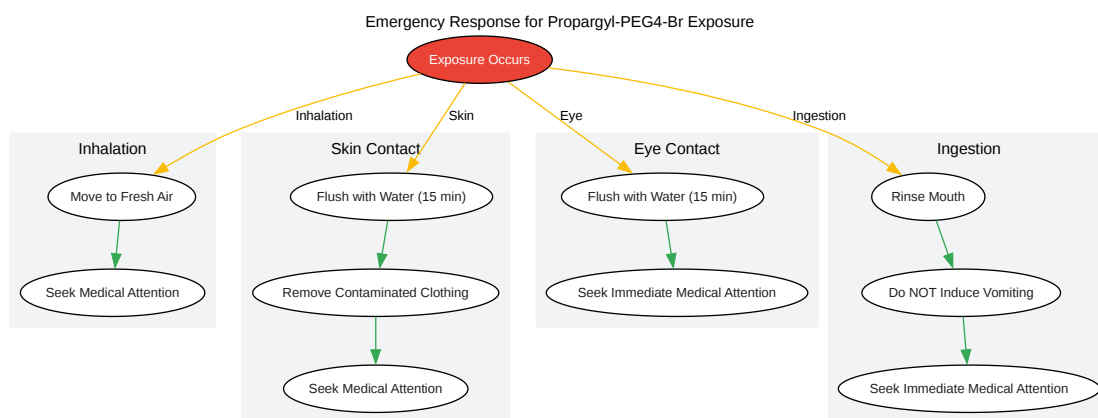 Emergency Response for Propargyl-PEG4-Br Exposure
Exposure Occurs
Inhalation
Skin
Eye
Ingestion
Inhalation
Move to Fresh Air
Seek Medical Attention
Skin Contact
Flush with Water (15 min)
Remove Contaminated Clothing
Seek Medical Attention
Eye Contact
Flush with Water (15 min)
Seek Immediate Medical Attention
Ingestion
Rinse Mouth
Do NOT Induce Vomiting
Seek Immediate Medical Attention